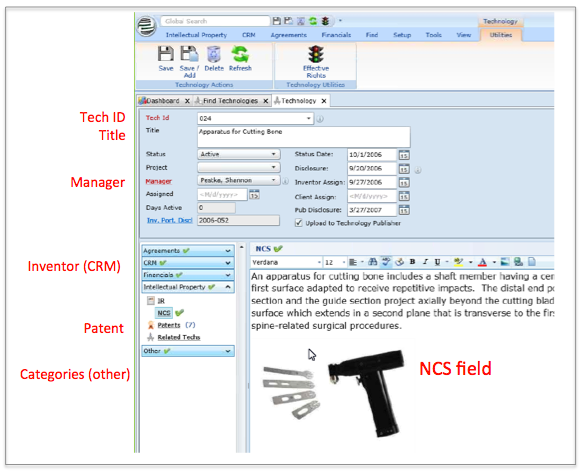 Global Search
Technology
Intellectual Property CRM Agreements Financials Find Setup Tools View Utilities
Save Save / Add Delete Refresh Effective Rights
Technology Actions Technology Utilities
Dashboard X Find Technologies X Technology X
Tech ID
Title
Tech Id 024
Title Apparatus for Cutting Bone
Status Active Status Date: 10/1/2006
Project Disclosure: 9/20/2006
Manager
Manager Pestka, Shannon Inventor Assign: 9/27/2006
Assigned <M/d/yyyy> Client Assign: <M/d/yyyy>
Days Active 0 Pub Disclosure: 3/27/2007
Inv. Port. Discl 2006-052 Upload to Technology Publisher
Inventor (CRM)
Agreements
CRM
Financials
Intellectual Property
IR
NCS
Patent
Patents (7)
Related Techs
Categories (other)
Other
NCS
Verdana 12 B I U A
An apparatus for cutting bone includes a shaft member having a cen
first surface adapted to receive repetitive impacts. The distal end po
section and the guide section project axially beyond the cutting blad
surface which extends in a second plane that is transverse to the firs
spine-related surgical procedures.
NCS field